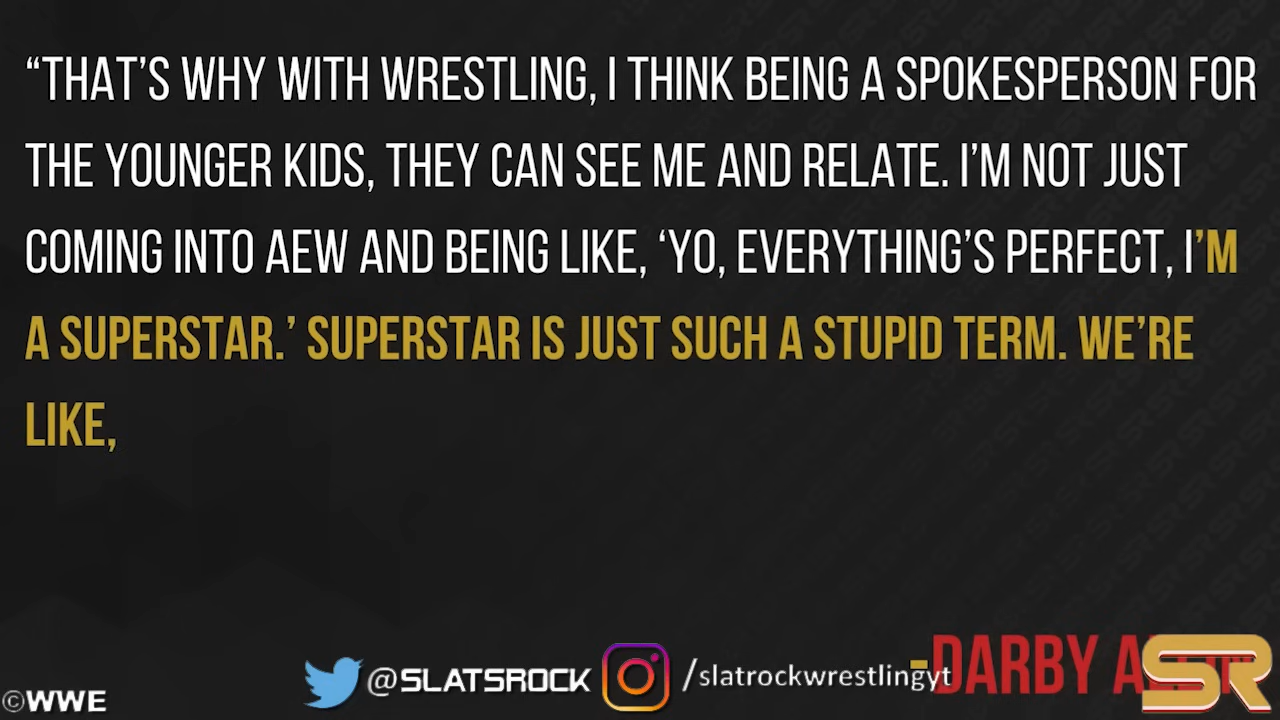 “THAT’S WHY WITH WRESTLING, I THINK BEING A SPOKESPERSON FOR
THE YOUNGER KIDS, THEY CAN SEE ME AND RELATE. I’M NOT JUST
COMING INTO AEW AND BEING LIKE, ‘YO, EVERYTHING’S PERFECT, I’M
A SUPERSTAR.’ SUPERSTAR IS JUST SUCH A STUPID TERM. WE’RE
LIKE,
-DARBY
SR
@SLATSROCK /slatrockwrestlingyt
©WWE